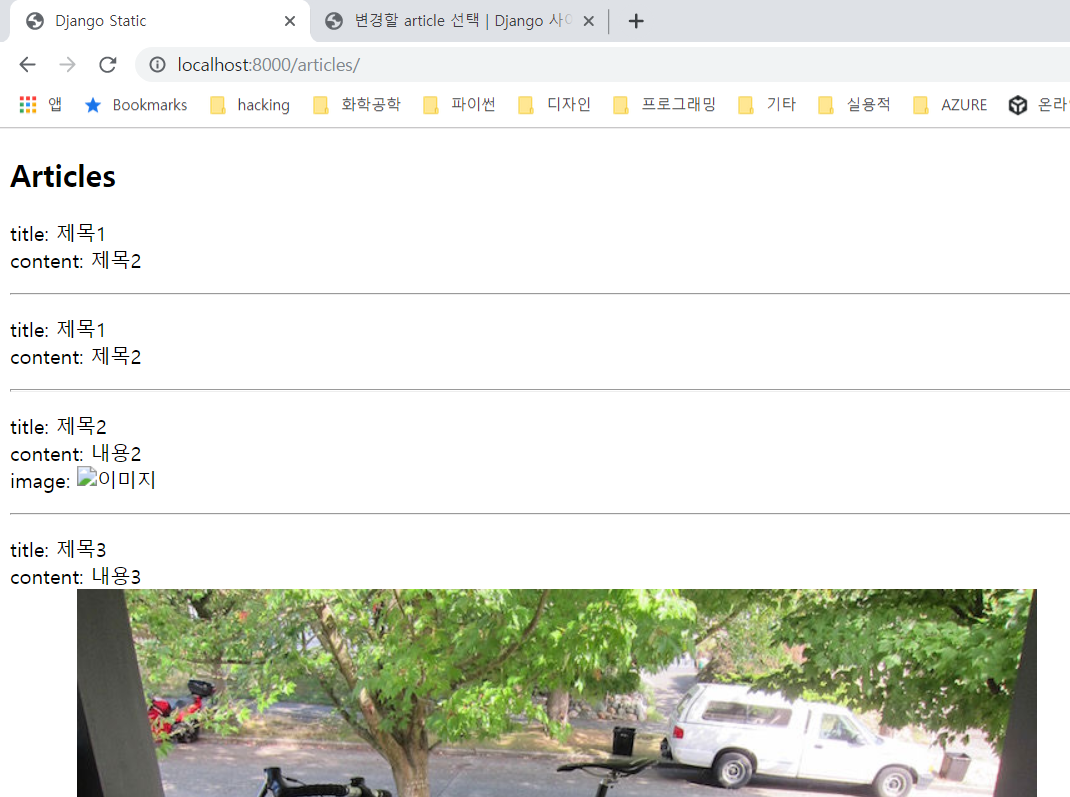 Django Static
변경할 article 선택 | Django 사이
localhost:8000/articles/
앱 Bookmarks hacking 화학공학 파이썬 디자인 프로그래밍 기타 실용적 AZURE 온라인
Articles
title: 제목1
content: 제목2
title: 제목1
content: 제목2
title: 제목2
content: 내용2
image: 이미지
title: 제목3
content: 내용3